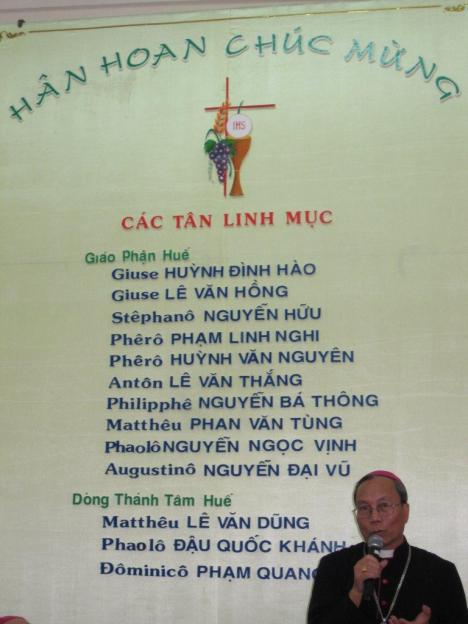 HÂN HOAN CHÚC MỪNG
IHS
CÁC TÂN LINH MỤC
Giáo Phận Huế
Giuse HUỲNH ĐÌNH HÀO
Giuse LÊ VĂN HỒNG
Stêphanô NGUYỄN HỮU
Phêrô PHẠM LINH NGHI
Phêrô HUỲNH VĂN NGUYÊN
Antôn LÊ VĂN THẮNG
Philipphê NGUYỄN BÁ THÔNG
Matthêu PHAN VĂN TÙNG
Phaolô NGUYỄN NGỌC VỊNH
Augustinô NGUYỄN ĐẠI VŨ
Dòng Thánh Tâm Huế
Matthêu LÊ VĂN DŨNG
Phaolô ĐẬU QUỐC KHÁNH
Đôminicô PHẠM QUANG